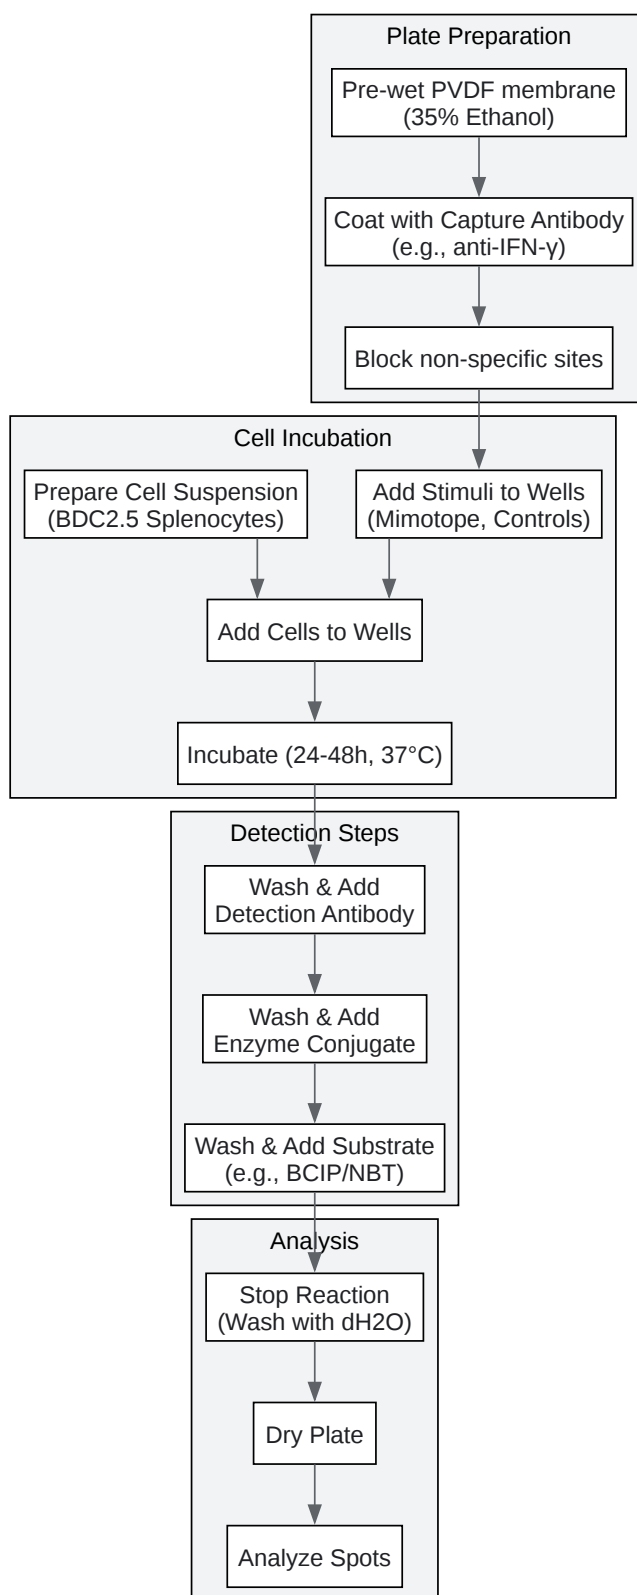 Plate Preparation
Pre-wet PVDF membrane
(35% Ethanol)
Coat with Capture Antibody
(e.g., anti-IFN-γ)
Block non-specific sites
Cell Incubation
Prepare Cell Suspension
(BDC2.5 Splenocytes)
Add Stimuli to Wells
(Mimotope, Controls)
Add Cells to Wells
Incubate (24-48h, 37°C)
Detection Steps
Wash & Add
Detection Antibody
Wash & Add
Enzyme Conjugate
Wash & Add Substrate
(e.g., BCIP/NBT)
Analysis
Stop Reaction
(Wash with dH2O)
Dry Plate
Analyze Spots